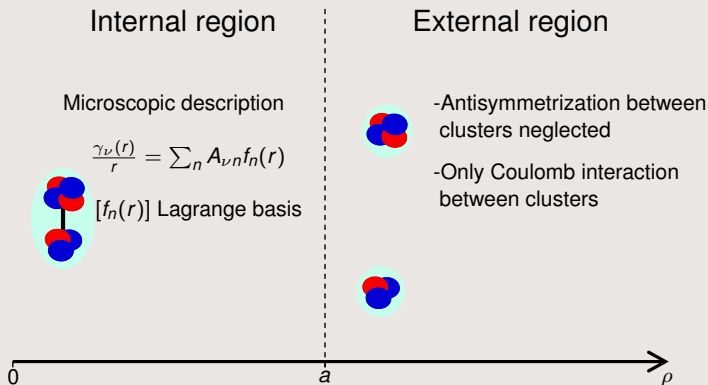 Internal region
External region
Microscopic description
γ_ν(r)/r = ∑_n A_νn f_n(r)
[f_n(r)] Lagrange basis
-Antisymmetrization between
clusters neglected
-Only Coulomb interaction
between clusters
0
a
ρ